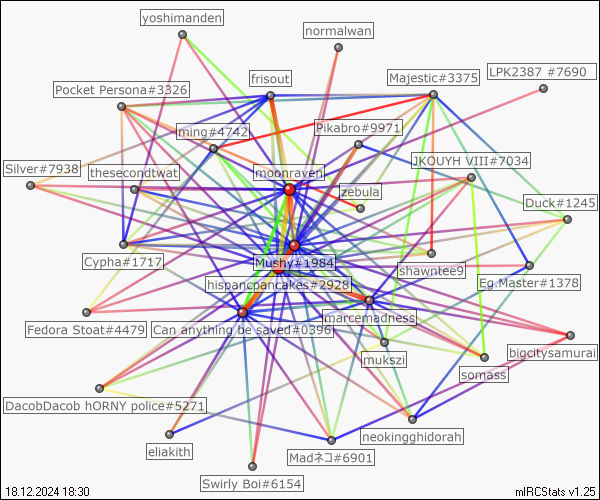 yoshimanden
normalwan
frisout
Majestic#3375
LPK2387 #7690
Pocket Persona#3326
ming#4742
Pikabro#9971
JKOUYH VIII#7034
Silver#7938
thesecondtwat
moonraven
zebula
Duck#1245
Cypha#1717
Mushy#1984
shawntee9
hispancpancakes#2928
Eg.Master#1378
Fedora Stoat#4479
Can anything be saved#0396
marcemadness
mukszi
bigcitysamurai
somass
DacobDacob hORNY police#5271
neokingghidorah
eliakith
Madネコ#6901
Swirly Boi#6154
18.12.2024 18:30
mIRCStats v1.25